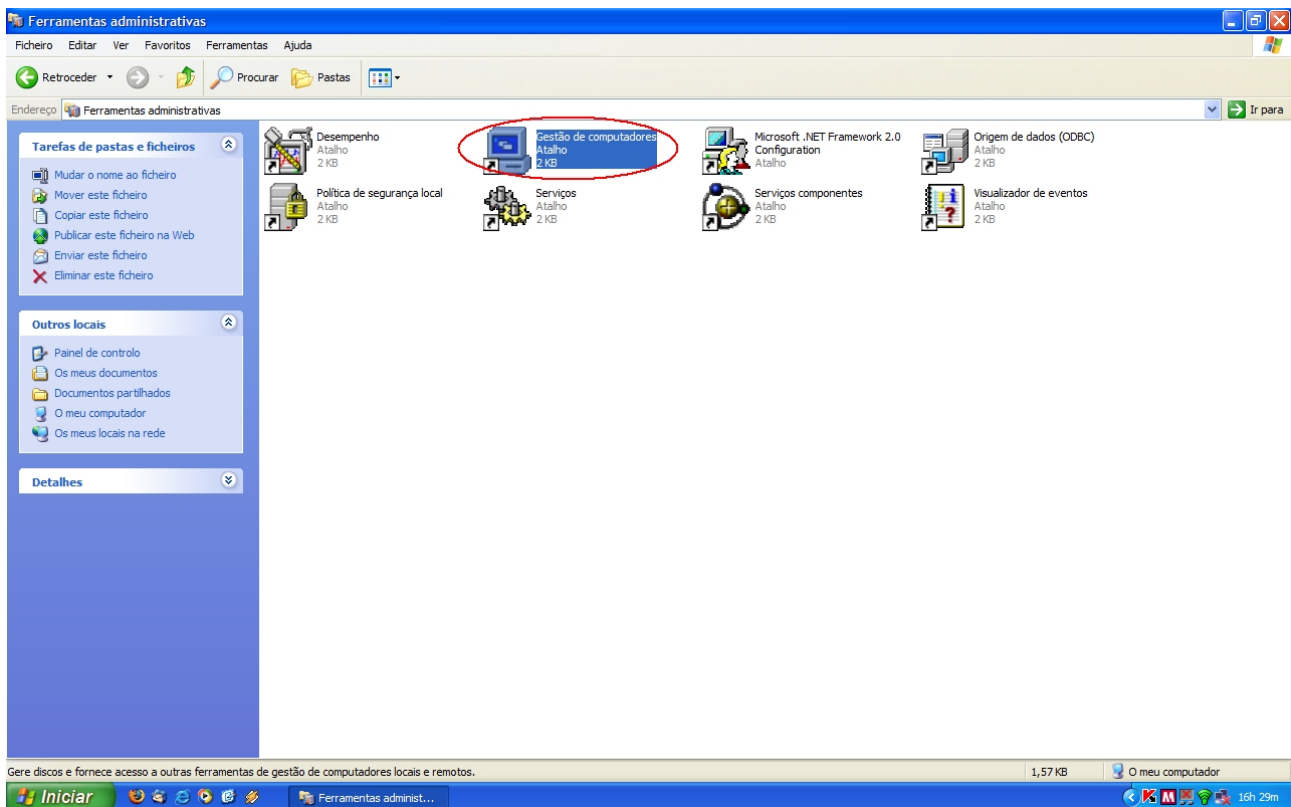 Ferramentas administrativas
Ficheiro Editar Ver Favoritos Ferramentas Ajuda
Retroceder Procurar Pastas
Endereço Ferramentas administrativas Ir para
Tarefas de pastas e ficheiros
Mudar o nome ao ficheiro
Mover este ficheiro
Copiar este ficheiro
Publicar este ficheiro na Web
Enviar este ficheiro
Eliminar este ficheiro
Outros locais
Painel de controlo
Os meus documentos
Documentos partilhados
O meu computador
Os meus locais na rede
Detalhes
Desempenho
Atalho
2 KB
Gestão de computadores
Atalho
2 KB
Microsoft .NET Framework 2.0
Configuration
Atalho
Origem de dados (ODBC)
Atalho
2 KB
Política de segurança local
Atalho
2 KB
Serviços
Atalho
2 KB
Serviços componentes
Atalho
2 KB
Visualizador de eventos
Atalho
2 KB
Gere discos e fornece acesso a outras ferramentas de gestão de computadores locais e remotos. 1,57 KB O meu computador
Iniciar Ferramentas administ... 16h 29m